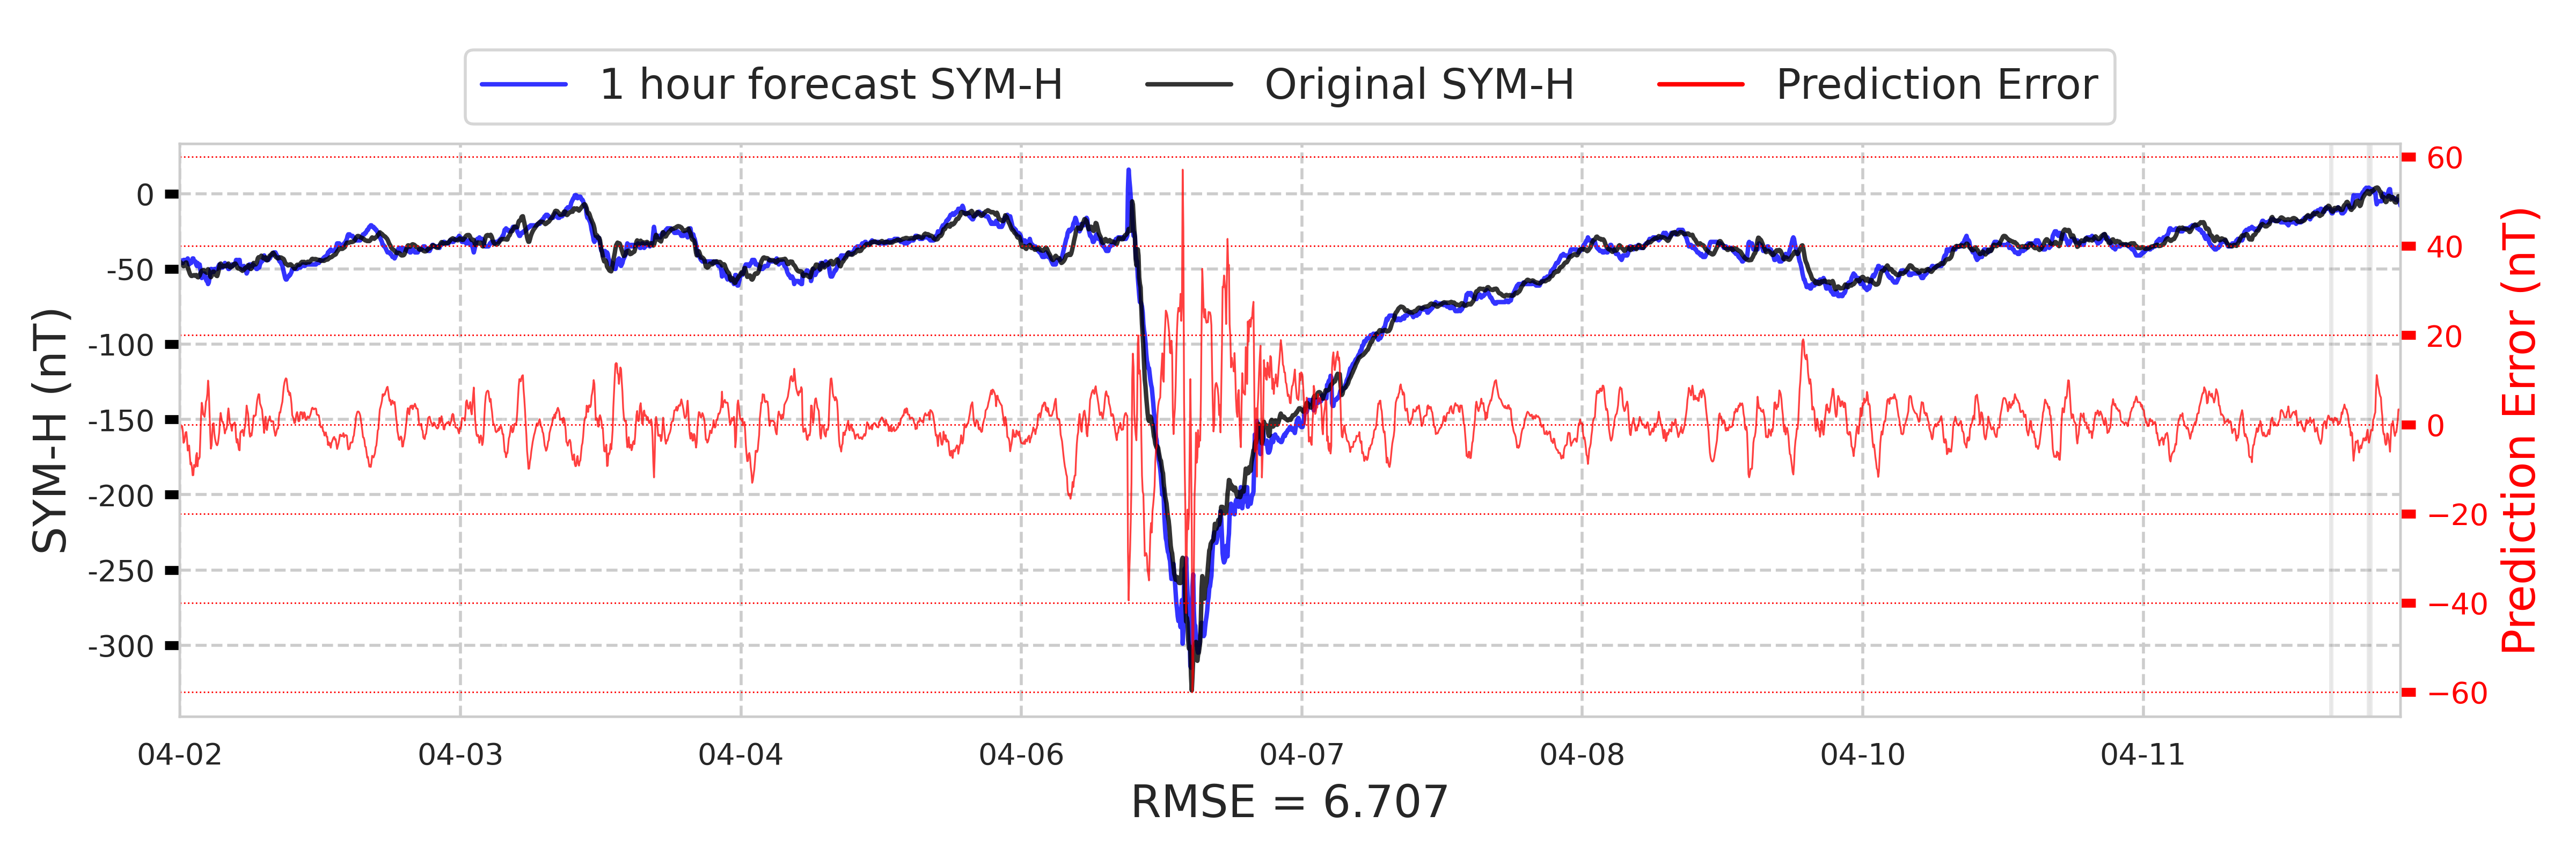 1 hour forecast SYM-H Original SYM-H Prediction Error
SYM-H (nT)
0
-50
-100
-150
-200
-250
-300
60
40
20
0
−20
−40
−60
Prediction Error (nT)
04-02 04-03 04-04 04-06 04-07 04-08 04-10 04-11
RMSE = 6.707